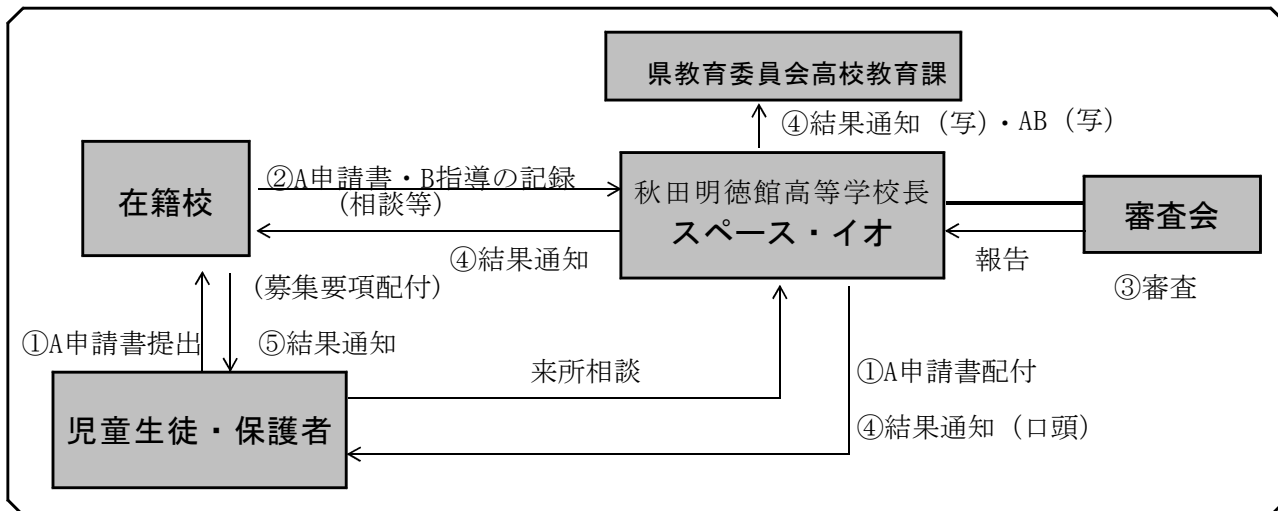 県教育委員会高校教育課
④結果通知（写）・AB（写）
在籍校
②A申請書・B指導の記録
(相談等)
秋田明徳館高等学校長
スペース・イオ
審査会
④結果通知
報告
(募集要項配付)
③審査
①A申請書提出
⑤結果通知
来所相談
①A申請書配付
児童生徒・保護者
④結果通知（口頭）